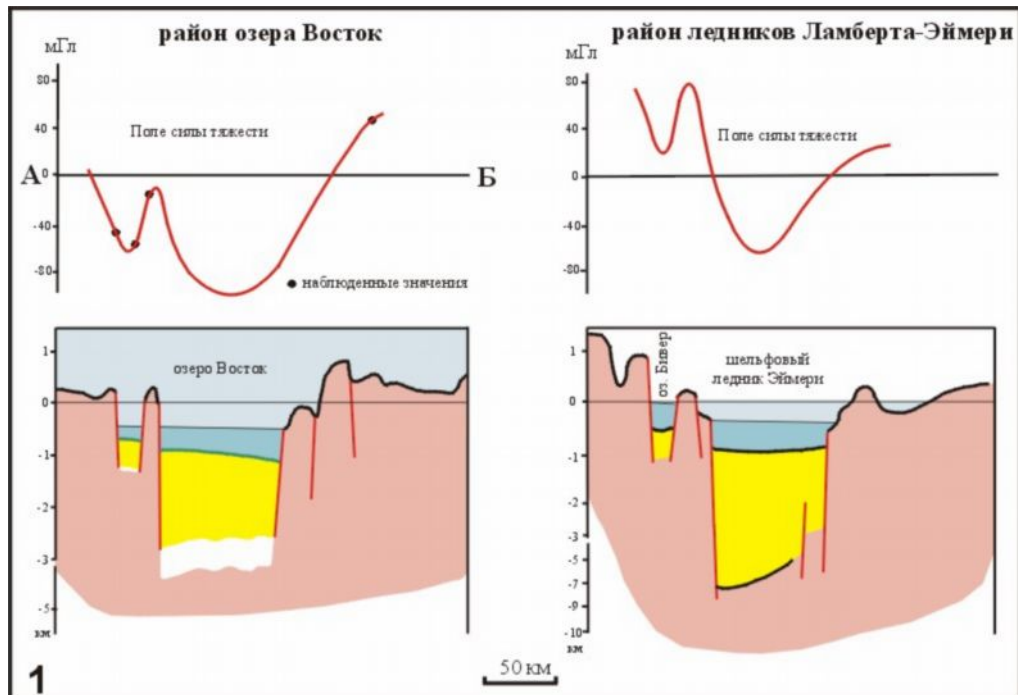 район озера Восток
мГл
80
40
0
-40
-80
А
Б
Поле силы тяжести
наблюденные значения
озеро Восток
1
0
-1
-2
-3
-5
км
район ледников Ламберта-Эймери
мГл
80
40
0
-40
-80
Поле силы тяжести
оз. Бивер
шельфовый
ледник Эймери
1
0
-1
-2
-3
-5
-7
-9
-10
км
1
50 км